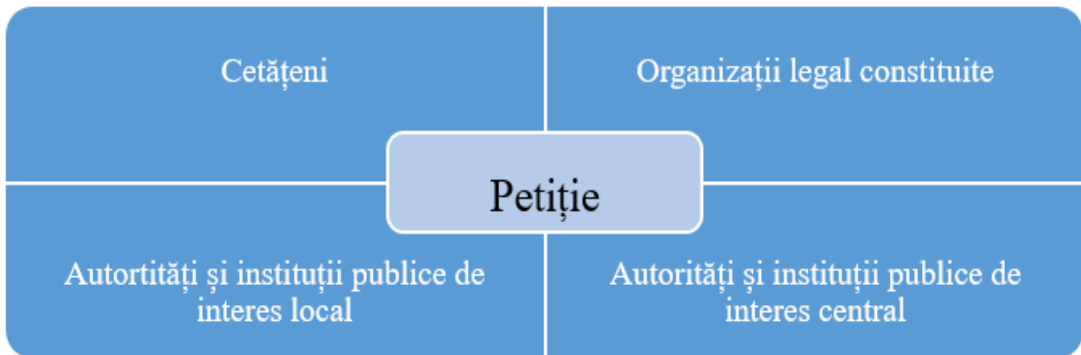 Cetățeni
Organizații legal constituite
Petiție
Autortități și instituții publice de
interes local
Autorități și instituții publice de
interes central